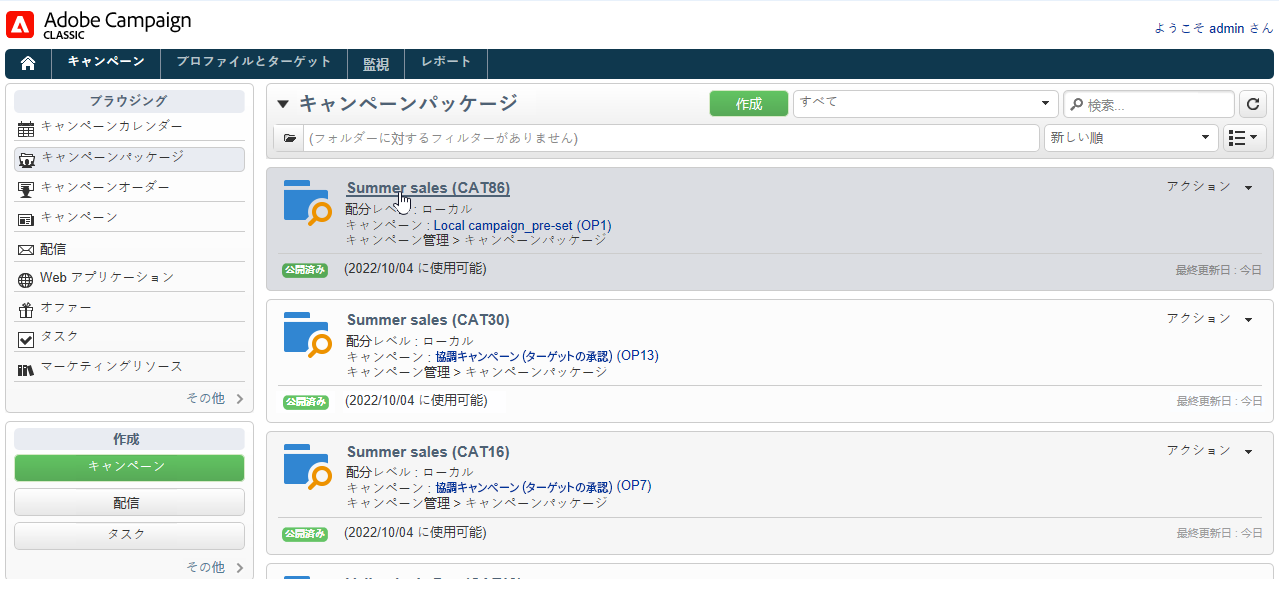 Adobe Campaign
CLASSIC
ようこそ admin さん
キャンペーン
プロファイルとターゲット
監視
レポート
ブラウジング
キャンペーンカレンダー
キャンペーンパッケージ
キャンペーンオーダー
キャンペーン
配信
Web アプリケーション
オファー
タスク
マーケティングリソース
その他
作成
キャンペーン
配信
タスク
その他
キャンペーンパッケージ
作成
すべて
検索...
(フォルダーに対するフィルターがありません)
新しい順
Summer sales (CAT86)
アクション
配分レベル : ローカル
キャンペーン : Local campaign_pre-set (OP1)
キャンペーン管理 > キャンペーンパッケージ
公開済み
(2022/10/04 に使用可能)
最終更新日 : 今日
Summer sales (CAT30)
アクション
配分レベル : ローカル
キャンペーン : 協調キャンペーン (ターゲットの承認) (OP13)
キャンペーン管理 > キャンペーンパッケージ
公開済み
(2022/10/04 に使用可能)
最終更新日 : 今日
Summer sales (CAT16)
アクション
配分レベル : ローカル
キャンペーン : 協調キャンペーン (ターゲットの承認) (OP7)
キャンペーン管理 > キャンペーンパッケージ
公開済み
(2022/10/04 に使用可能)
最終更新日 : 今日